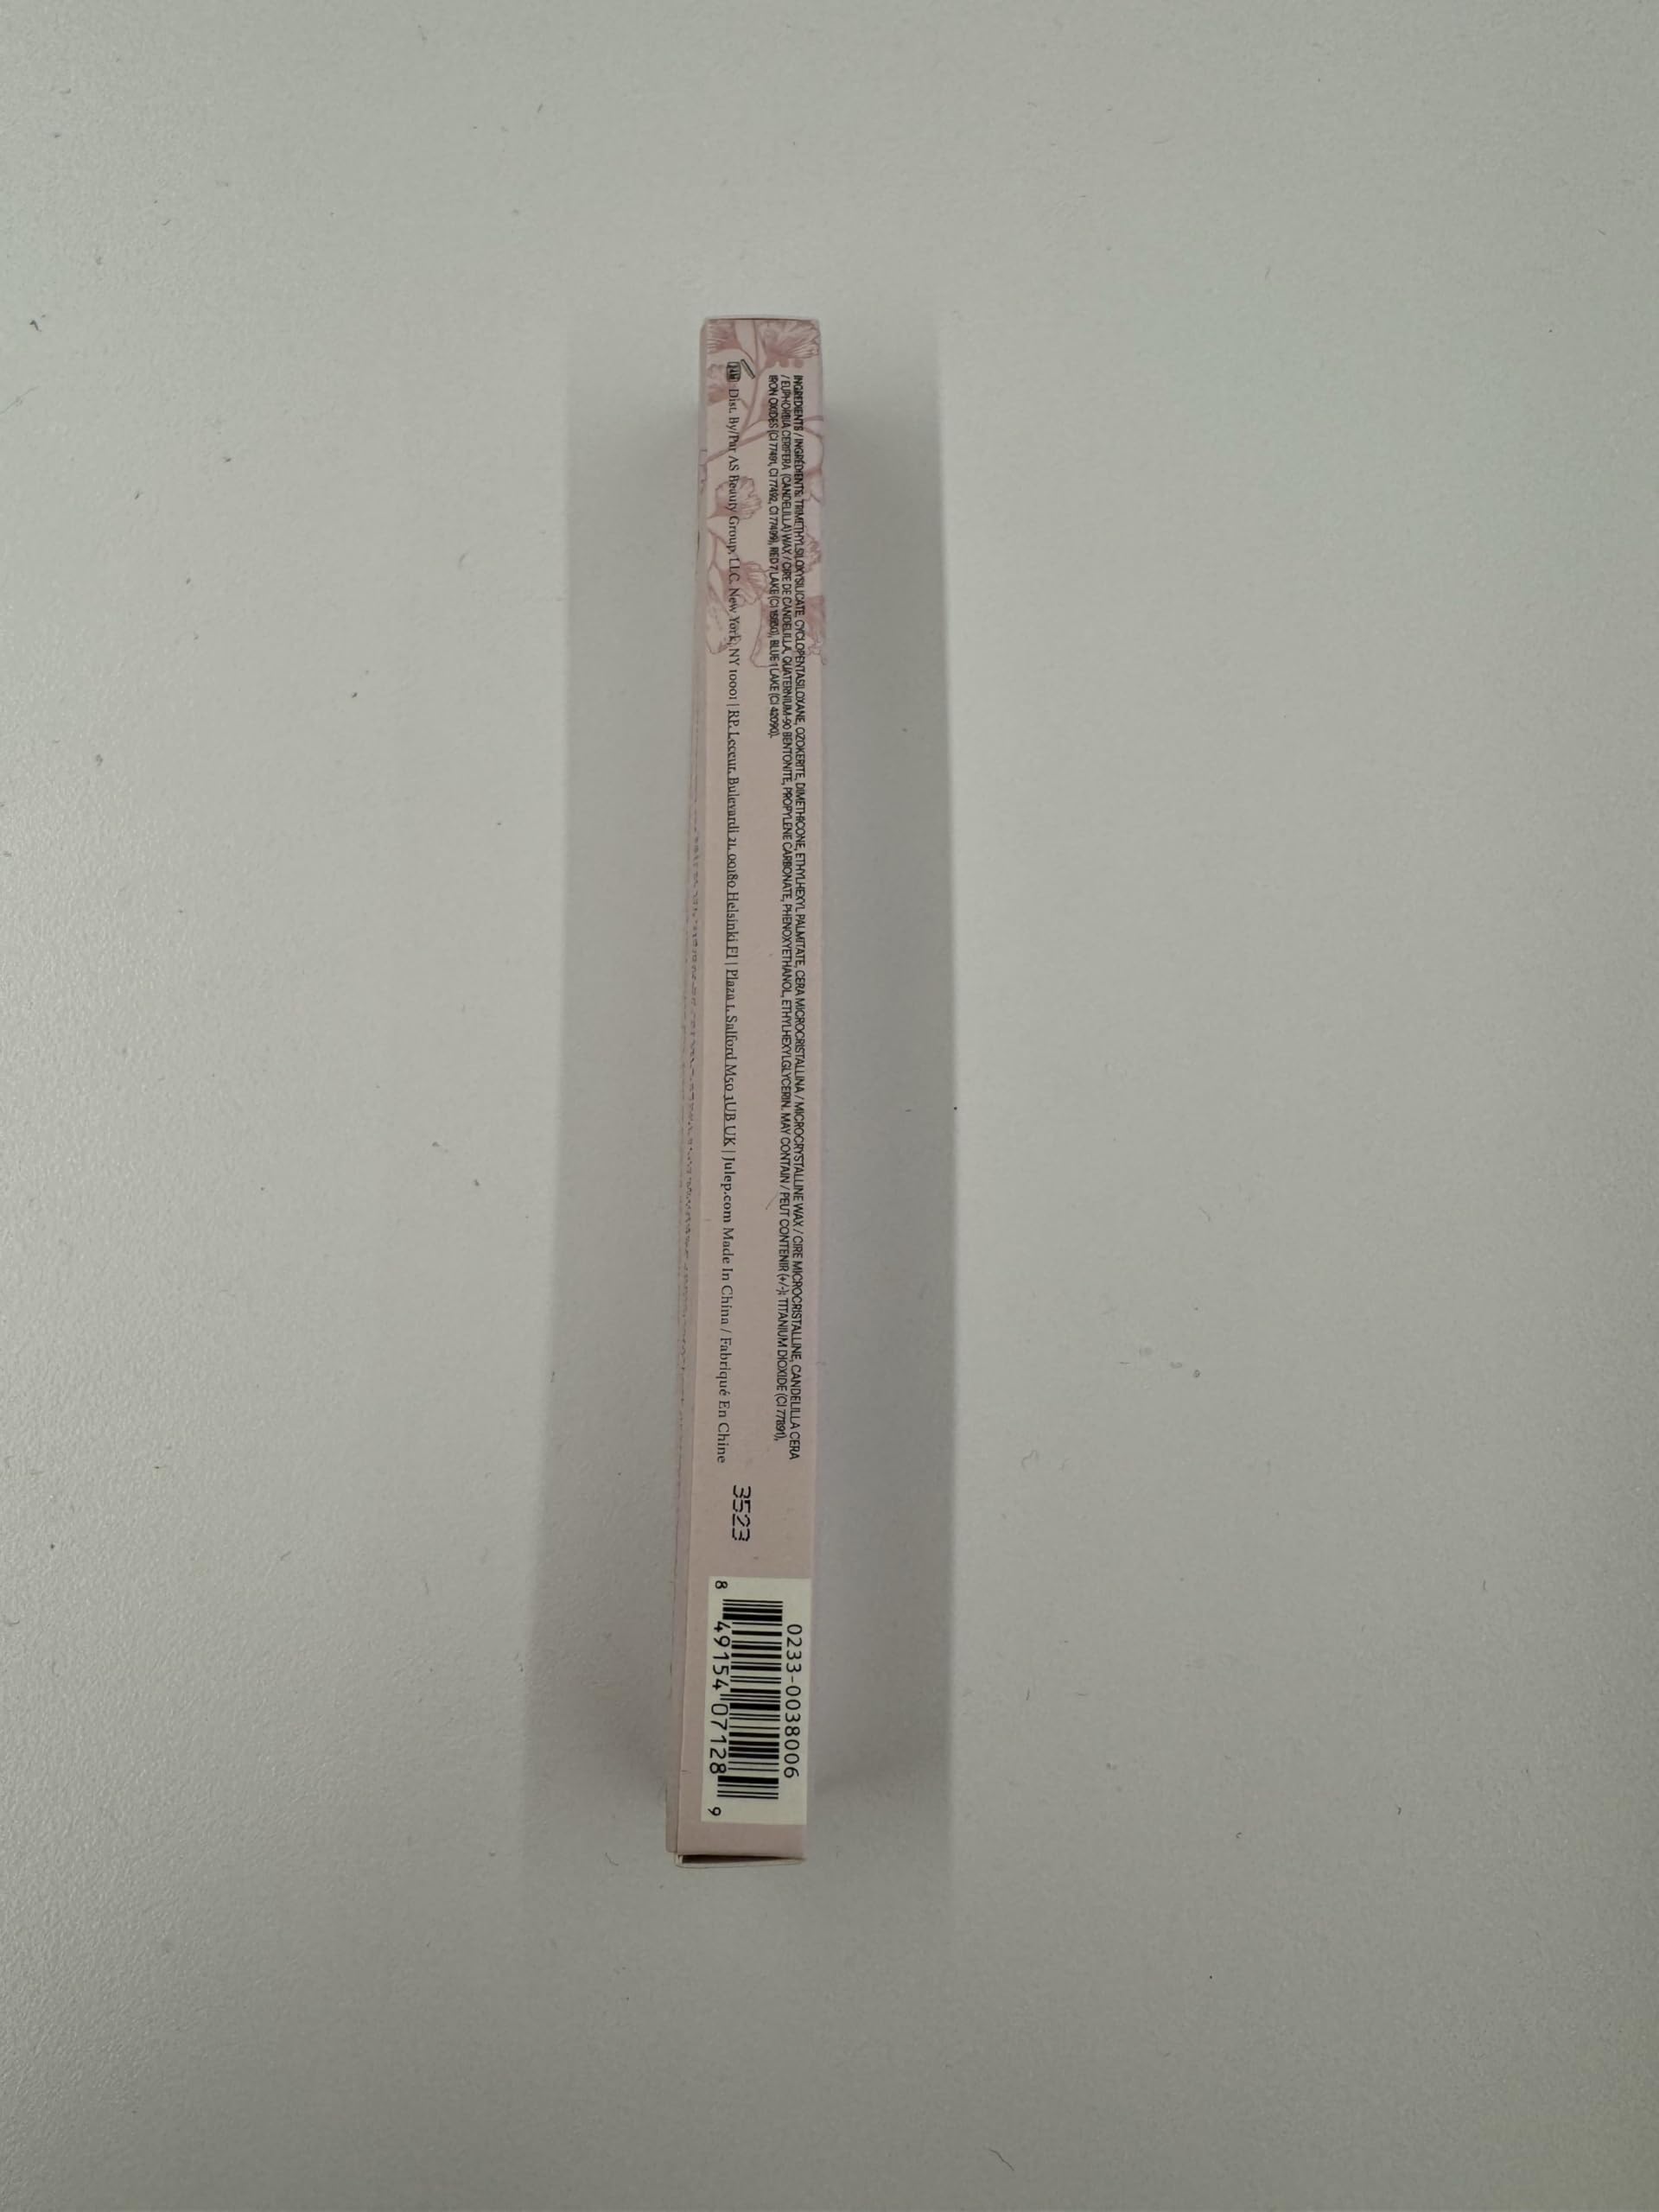 INGREDIENTS / INGRÉDIENTS: TRIMETHYLSILOXYSILICATE, CYCLOPENTASILOXANE, OZOKERITE, DIMETHICONE, ETHYLHEXYL PALMITATE, CERA MICROCRISTALLINA / MICROCRYSTALLINE WAX / CIRE MICROCRISTALLINE, CANDELILLA CERA
/ EUPHORBIA CERIFERA (CANDELILLA) WAX / CIRE DE CANDELILLA, QUATERNIUM-90 BENTONITE, PROPYLENE CARBONATE, PHENOXYETHANOL, ETHYLHEXYLGLYCERIN. MAY CONTAIN / PEUT CONTENIR (+/-): TITANIUM DIOXIDE (CI 77891),
IRON OXIDES (CI 77491, CI 77492, CI 77499), RED 7 LAKE (CI 15850), BLUE 1 LAKE (CI 42090).
Dist. By/Par AS Beauty Group, LLC. New York, NY 10001 | RP. Leceur, Bulevardi 21, 00180 Helsinki FI | Plaza 1, Salford M50 3UB UK | Julep.com Made In China / Fabriqué En Chine
3523
0233-0038006
8 49154 07128 9